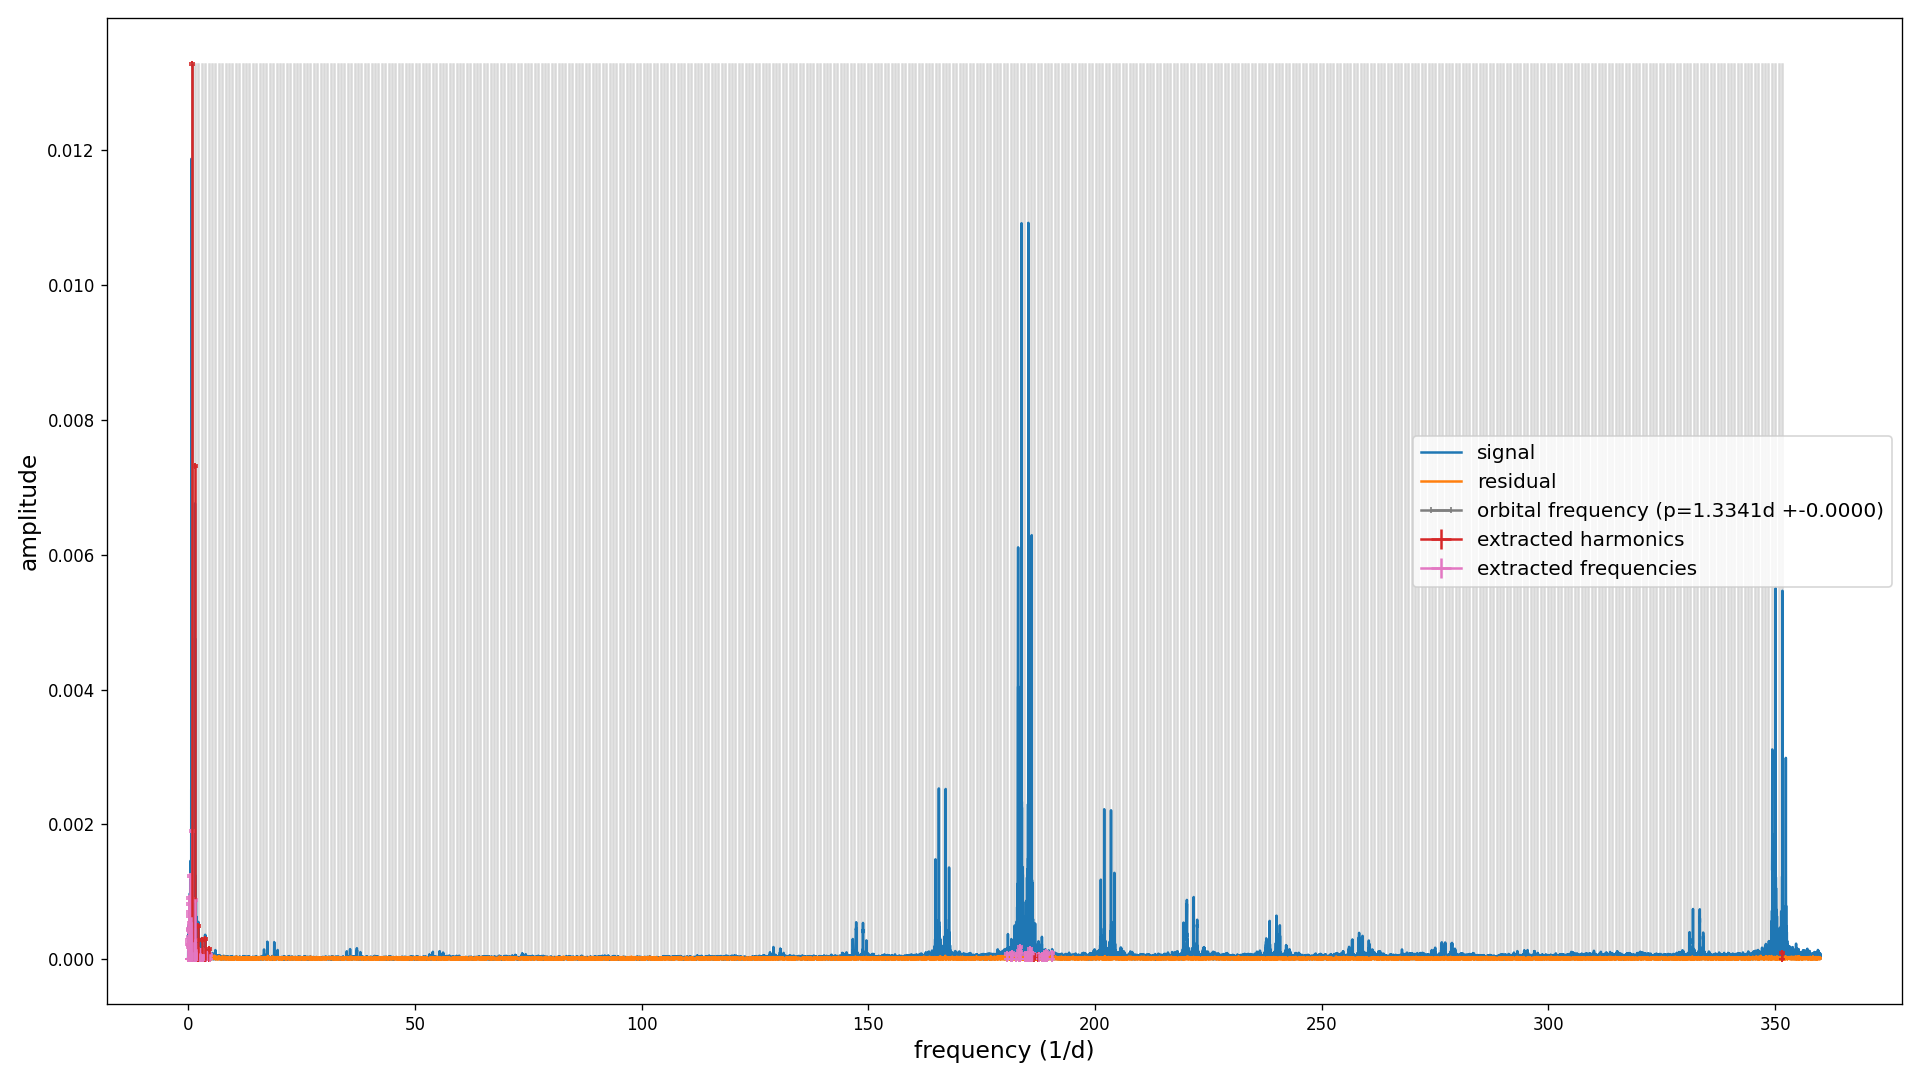 0.012
0.010
0.008
0.006
0.004
0.002
0.000
amplitude
0 50 100 150 200 250 300 350
frequency (1/d)
signal
residual
orbital frequency (p=1.3341d +-0.0000)
extracted harmonics
extracted frequencies